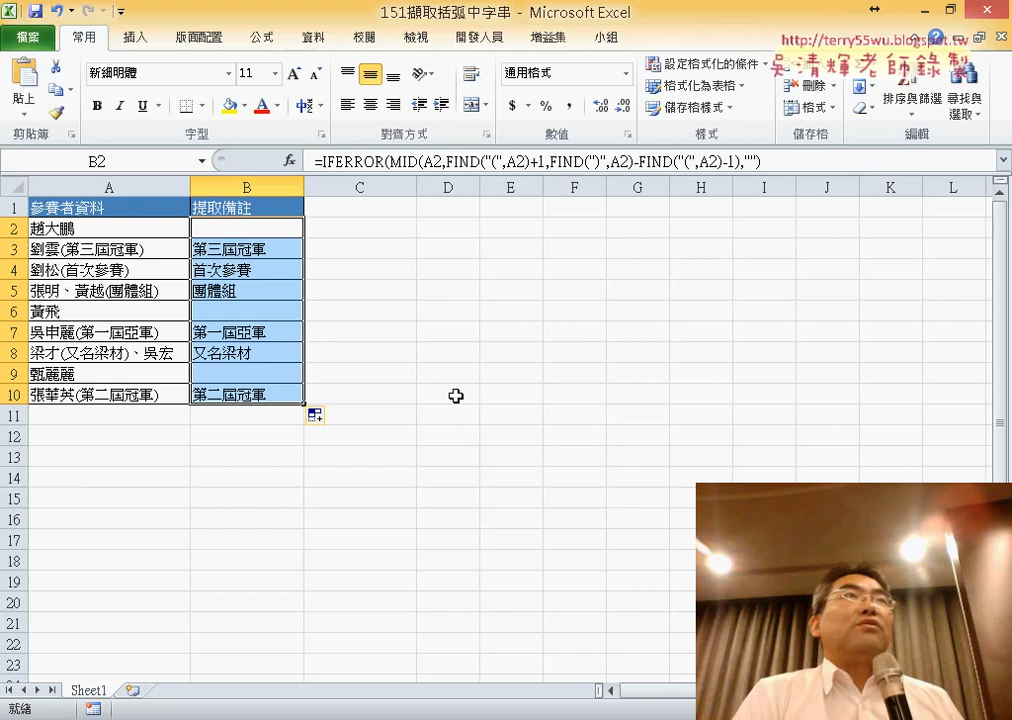 151擷取括弧中字串 - Microsoft Excel
檔案 常用 插入 版面配置 公式 資料 校閱 檢視 開發人員 增益集 小組
http://terry55wu.blogspot.tw
吳清輝老師錄製
貼上 新細明體 11 通用格式 設定格式化的條件 格式化為表格 儲存格樣式 刪除 格式 排序與篩選 尋找與選取
剪貼簿 字型 對齊方式 數值 樣式 儲存格 編輯
B2 fx =IFERROR(MID(A2,FIND("(",A2)+1,FIND(")",A2)-FIND("(",A2)-1),"")
A B C D E F G H I J K L
1 參賽者資料 提取備註
2 趙大鵬
3 劉雲(第三屆冠軍) 第三屆冠軍
4 劉松(首次參賽) 首次參賽
5 張明、黃越(團體組) 團體組
6 黃飛
7 吳申麗(第一屆亞軍) 第一屆亞軍
8 梁才(又名梁材)、吳宏 又名梁材
9 甄麗麗
10 張華英(第二屆冠軍) 第二屆冠軍
11
12
13
14
15
16
17
18
19
20
21
22
23
Sheet1
就緒